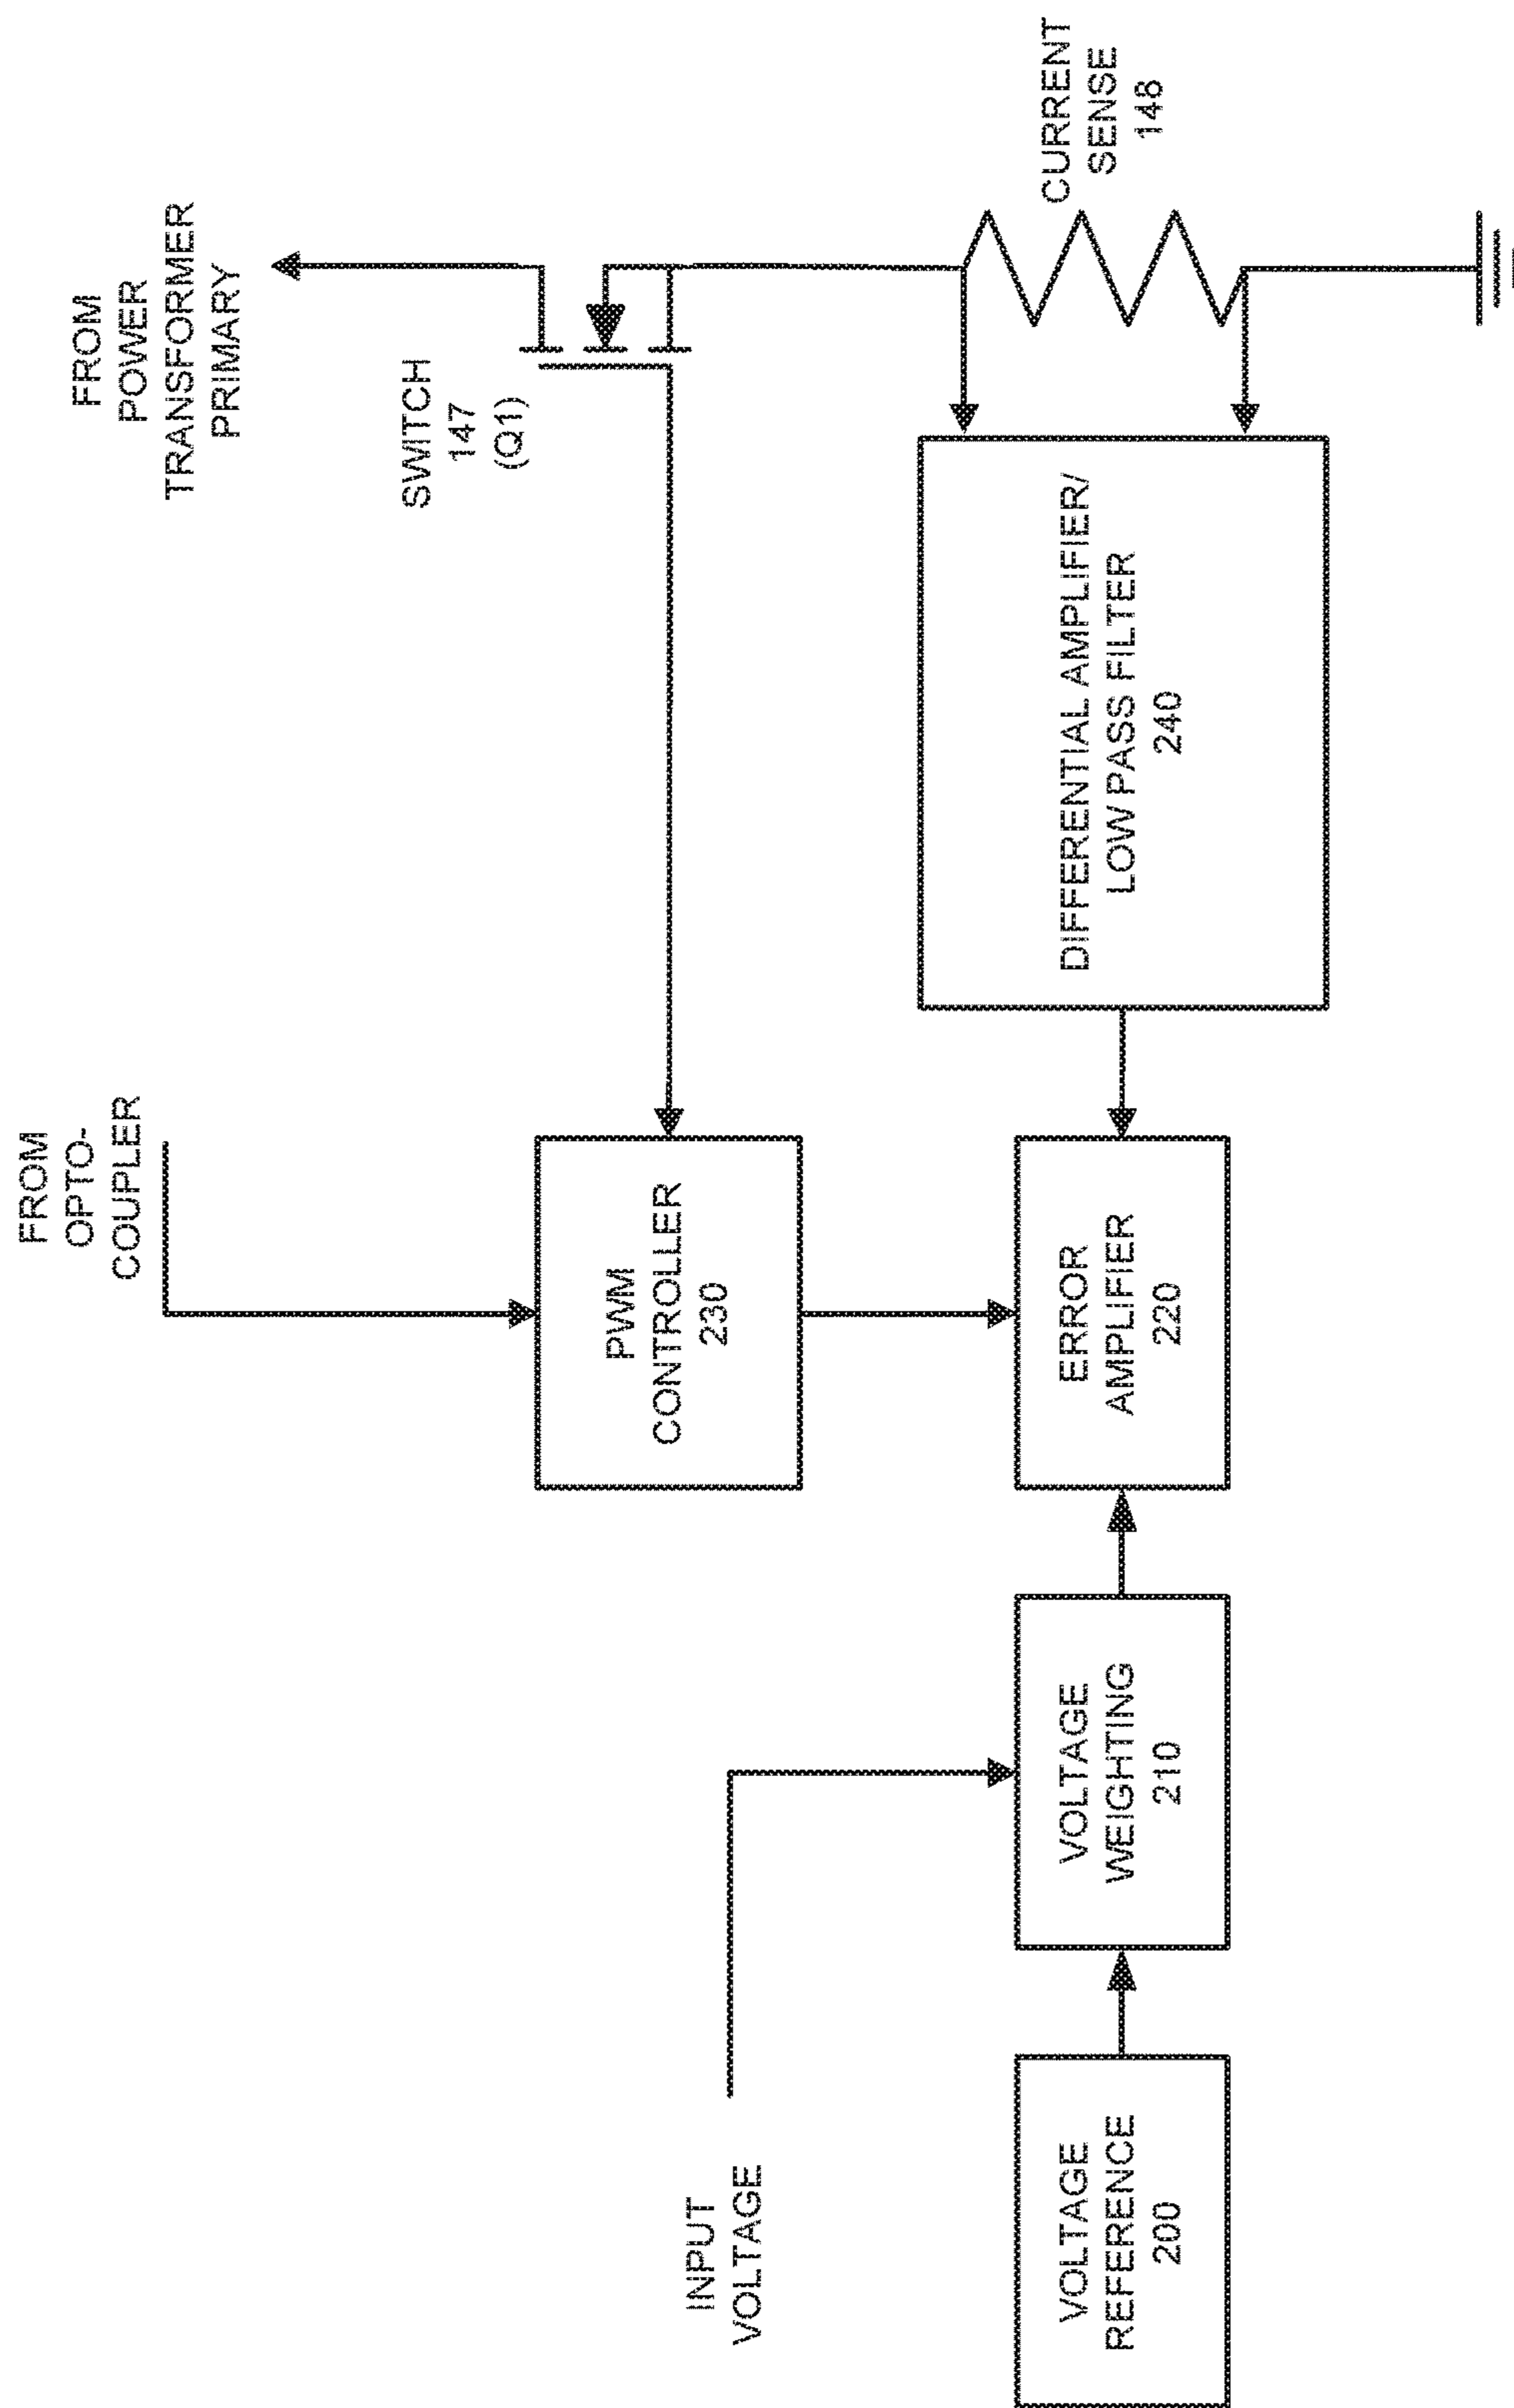 FROM
POWER
TRANSFORMER
PRIMARY
FROM
OPTO-
COUPLER
SWITCH
147
(Q1)
INPUT
VOLTAGE
PWM
CONTROLLER
230
CURRENT
SENSE
148
VOLTAGE
REFERENCE
200
VOLTAGE
WEIGHTING
210
ERROR
AMPLIFIER
220
DIFFERENTIAL AMPLIFIER/
LOW PASS FILTER
240